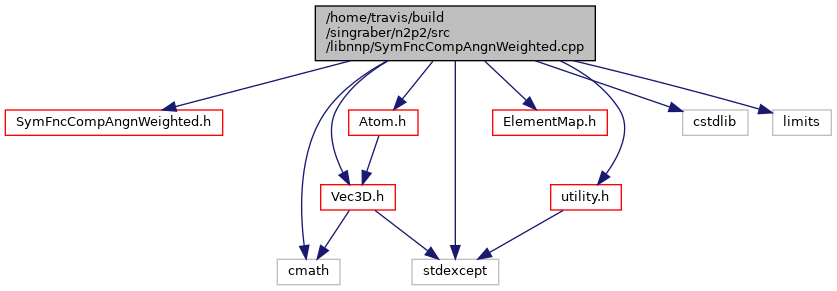 /home/travis/build
/singraber/n2p2/src
/libnnp/SymFncCompAngnWeighted.cpp
SymFncCompAngnWeighted.h
Atom.h
ElementMap.h
cstdlib
limits
Vec3D.h
utility.h
cmath
stdexcept